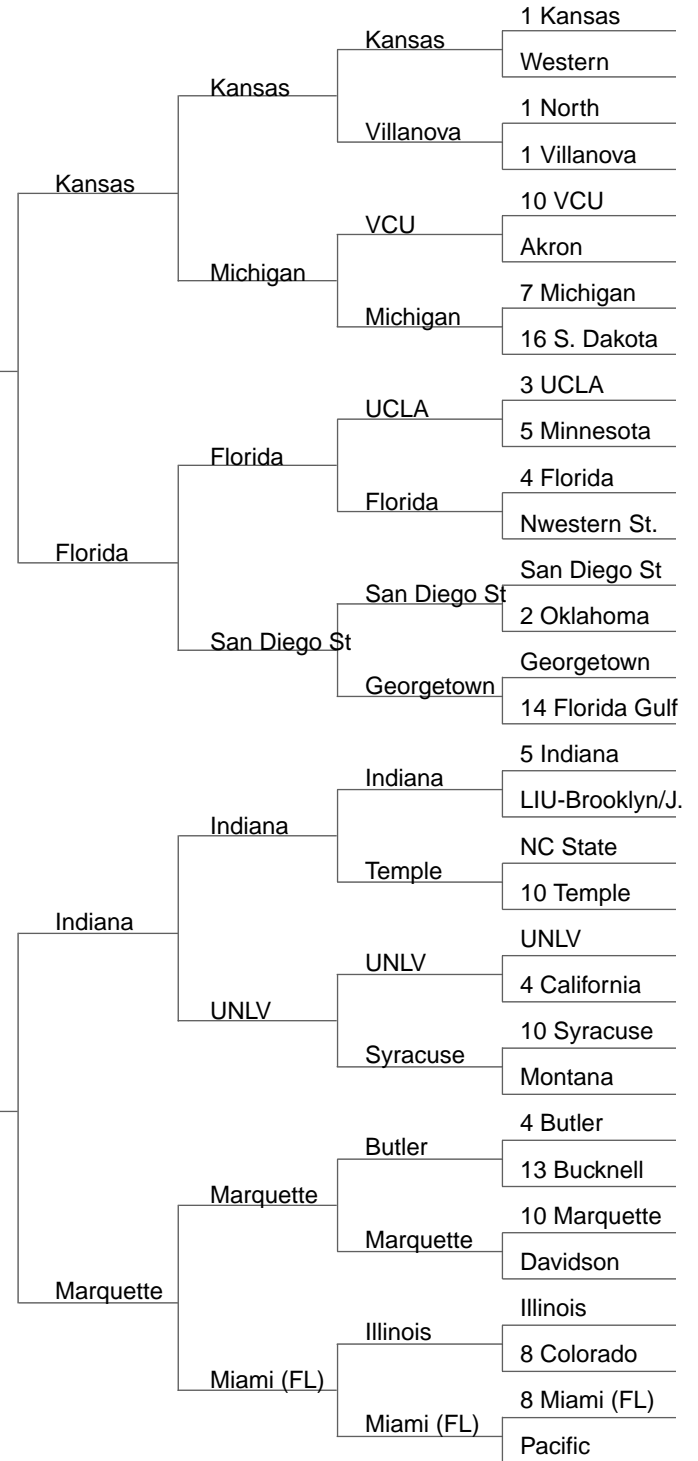 1 Kansas
Kansas
Western
Kansas
1 North
Villanova
1 Villanova
Kansas
10 VCU
VCU
Akron
Michigan
7 Michigan
Michigan
16 S. Dakota
3 UCLA
UCLA
5 Minnesota
Florida
4 Florida
Florida
Nwestern St.
Florida
San Diego St
San Diego St
2 Oklahoma
San Diego St
Georgetown
Georgetown
14 Florida Gulf
5 Indiana
Indiana
LIU-Brooklyn/J.
Indiana
NC State
Temple
10 Temple
Indiana
UNLV
UNLV
4 California
UNLV
10 Syracuse
Syracuse
Montana
4 Butler
Butler
13 Bucknell
Marquette
10 Marquette
Marquette
Davidson
Marquette
Illinois
Illinois
8 Colorado
Miami (FL)
8 Miami (FL)
Miami (FL)
Pacific